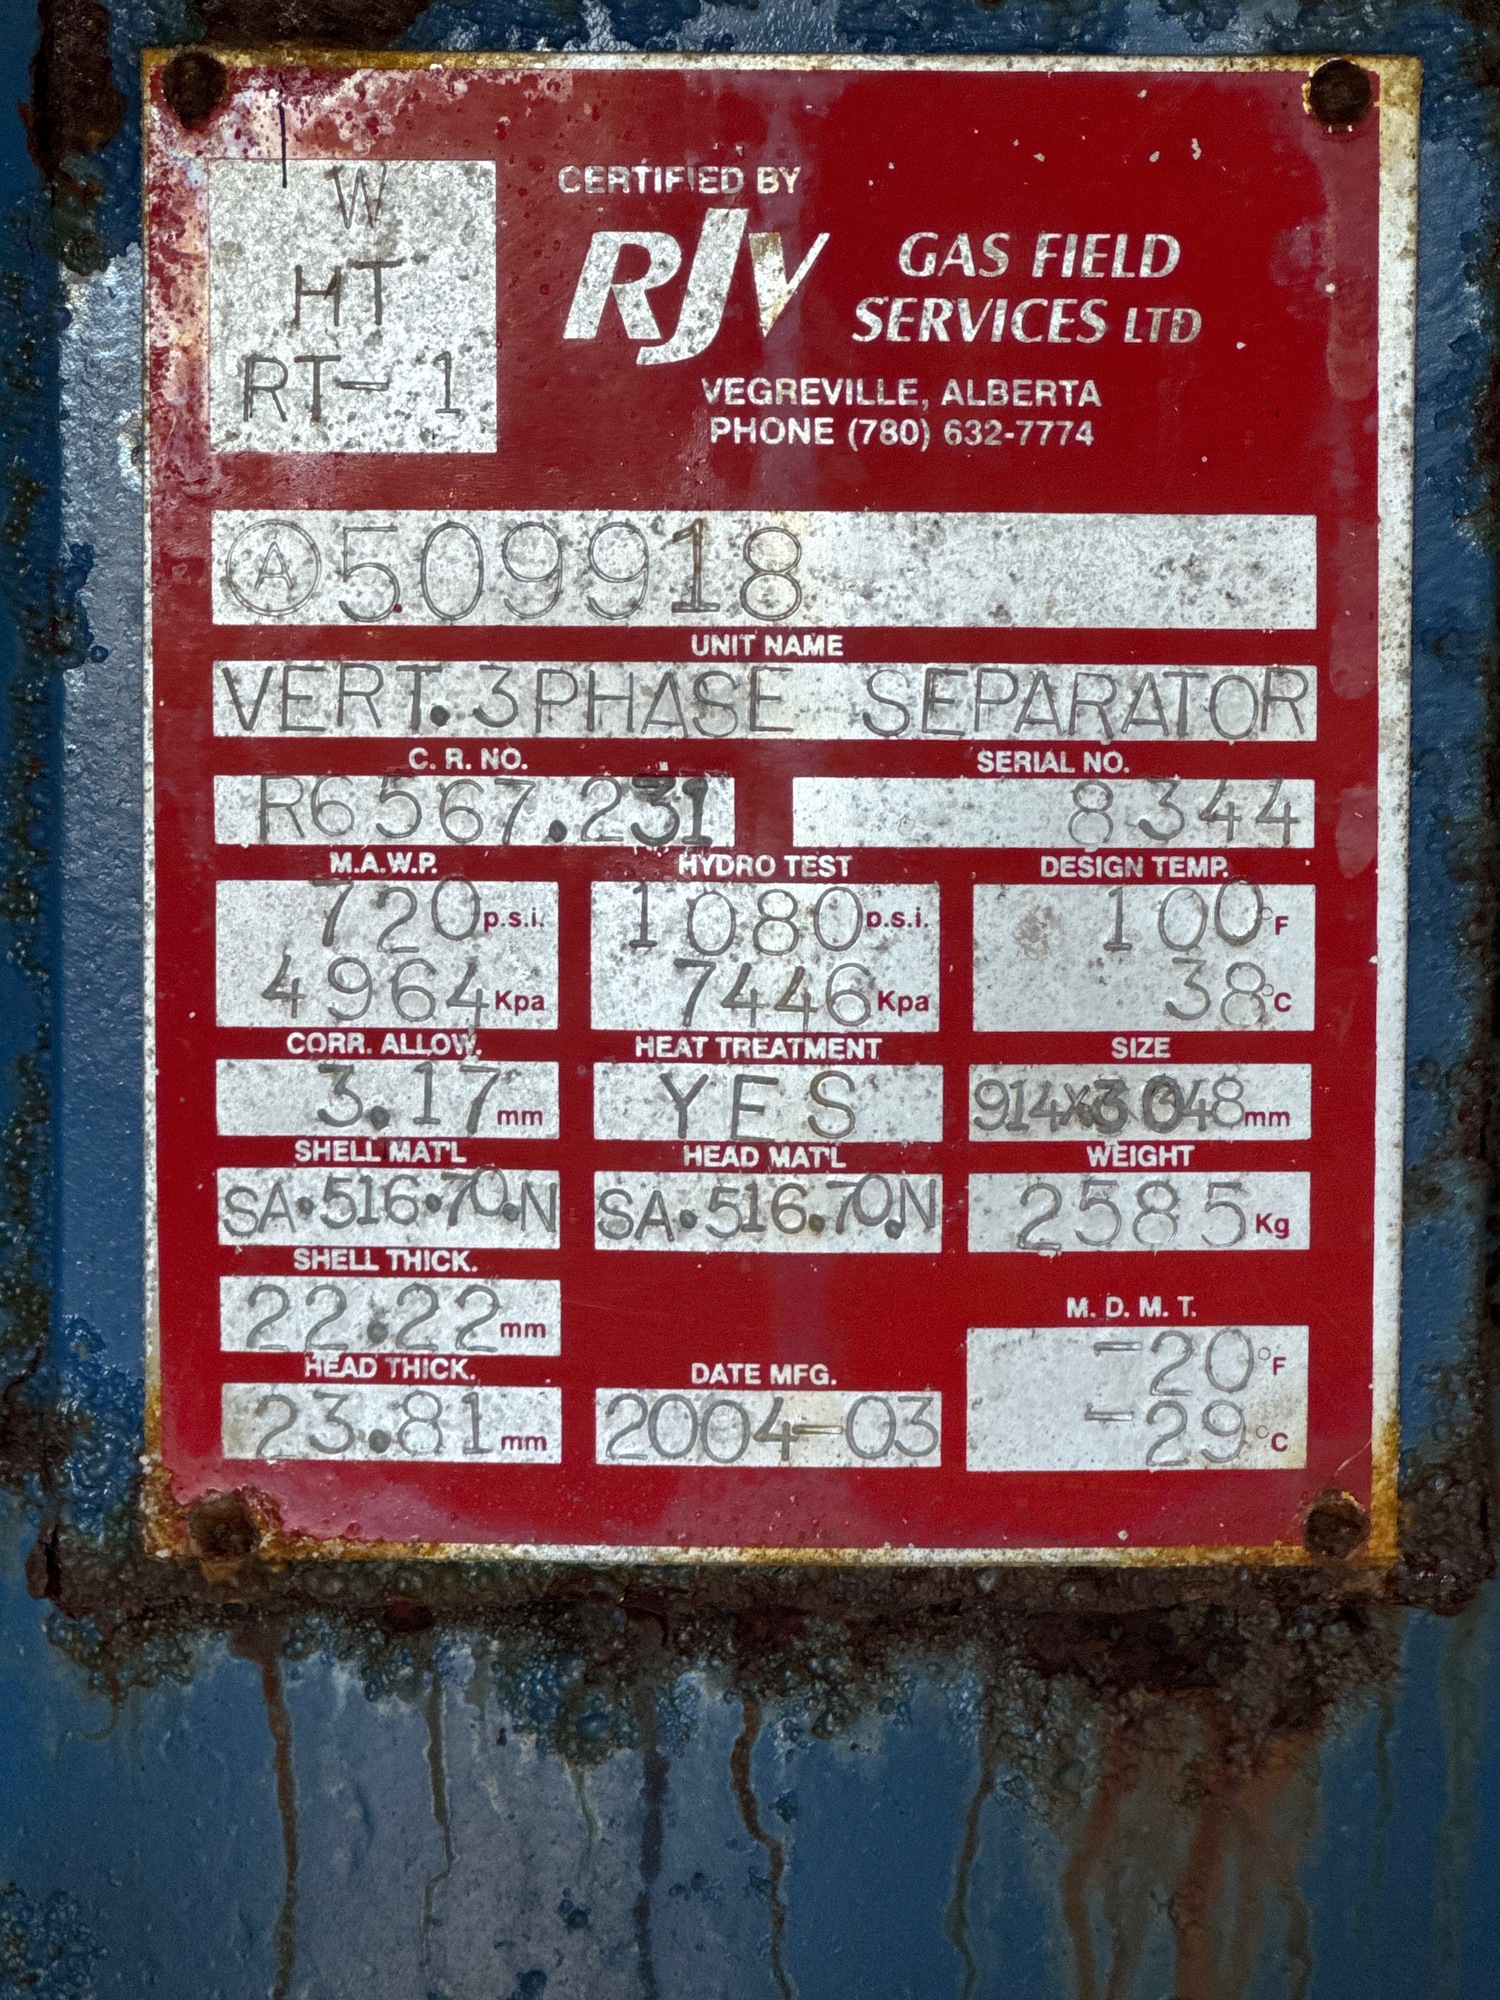 W
HT
RT-1
CERTIFIED BY
RJV GAS FIELD
SERVICES LTD
VEGREVILLE, ALBERTA
PHONE (780) 632-7774
Ⓐ509918
UNIT NAME
VERT. 3 PHASE SEPARATOR
C. R. NO. SERIAL NO.
R6567.231 8344
M.A.W.P. HYDRO TEST DESIGN TEMP.
720 p.s.i. 1080 p.s.i. 100 °F
4964 Kpa 7446 Kpa 38 °C
CORR. ALLOW. HEAT TREATMENT SIZE
3.17 mm YES 914X3048 mm
SHELL MAT'L HEAD MAT'L WEIGHT
SA.516.70.N SA.516.70.N 2585 Kg
SHELL THICK.
22.22 mm
M. D. M. T.
-20 °F
HEAD THICK. DATE MFG.
23.81 mm 2004-03 -29 °C